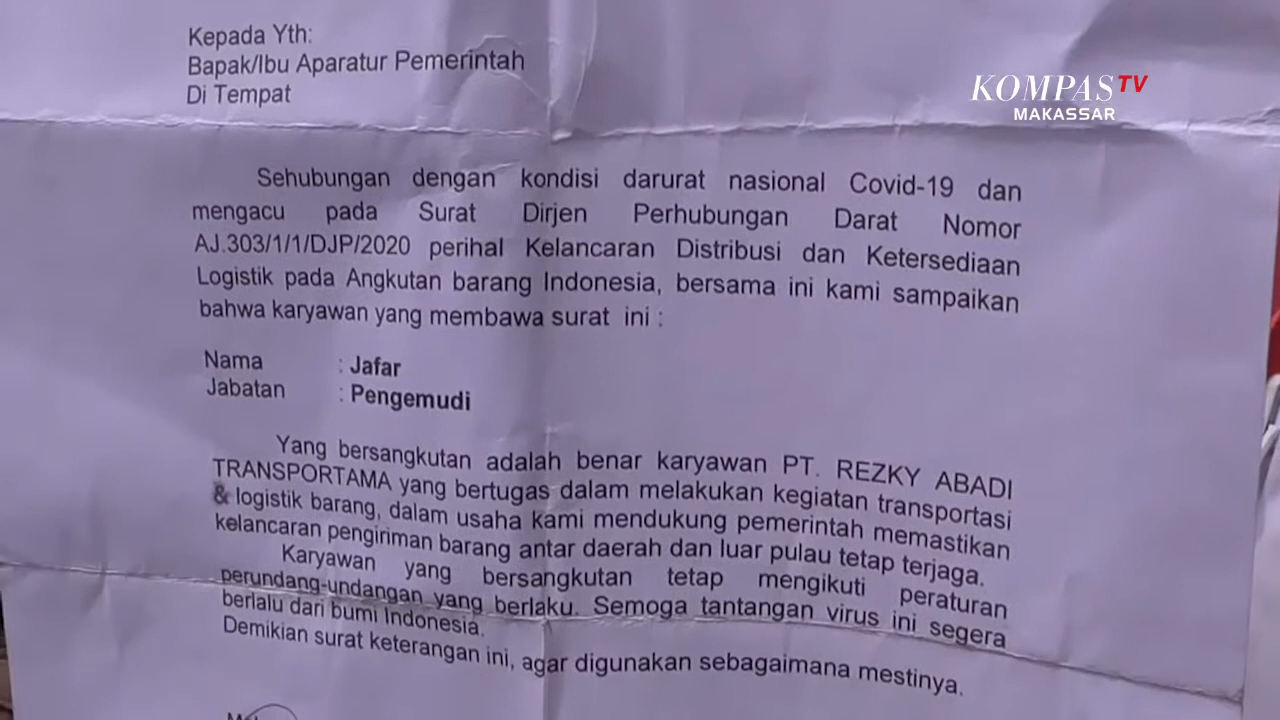 Kepada Yth:
Bapak/Ibu Aparatur Pemerintah
Di Tempat
KOMPAS TV
MAKASSAR
Sehubungan dengan kondisi darurat nasional Covid-19 dan
mengacu pada Surat Dirjen Perhubungan Darat Nomor
AJ.303/1/1/DJP/2020 perihal Kelancaran Distribusi dan Ketersediaan
Logistik pada Angkutan barang Indonesia, bersama ini kami sampaikan
bahwa karyawan yang membawa surat ini :
Nama : Jafar
Jabatan : Pengemudi
Yang bersangkutan adalah benar karyawan PT. REZKY ABADI
TRANSPORTAMA yang bertugas dalam melakukan kegiatan transportasi
& logistik barang, dalam usaha kami mendukung pemerintah memastikan
kelancaran pengiriman barang antar daerah dan luar pulau tetap terjaga.
Karyawan yang bersangkutan tetap mengikuti peraturan
perundang-undangan yang berlaku. Semoga tantangan virus ini segera
berlalu dari bumi Indonesia.
Demikian surat keterangan ini, agar digunakan sebagaimana mestinya.